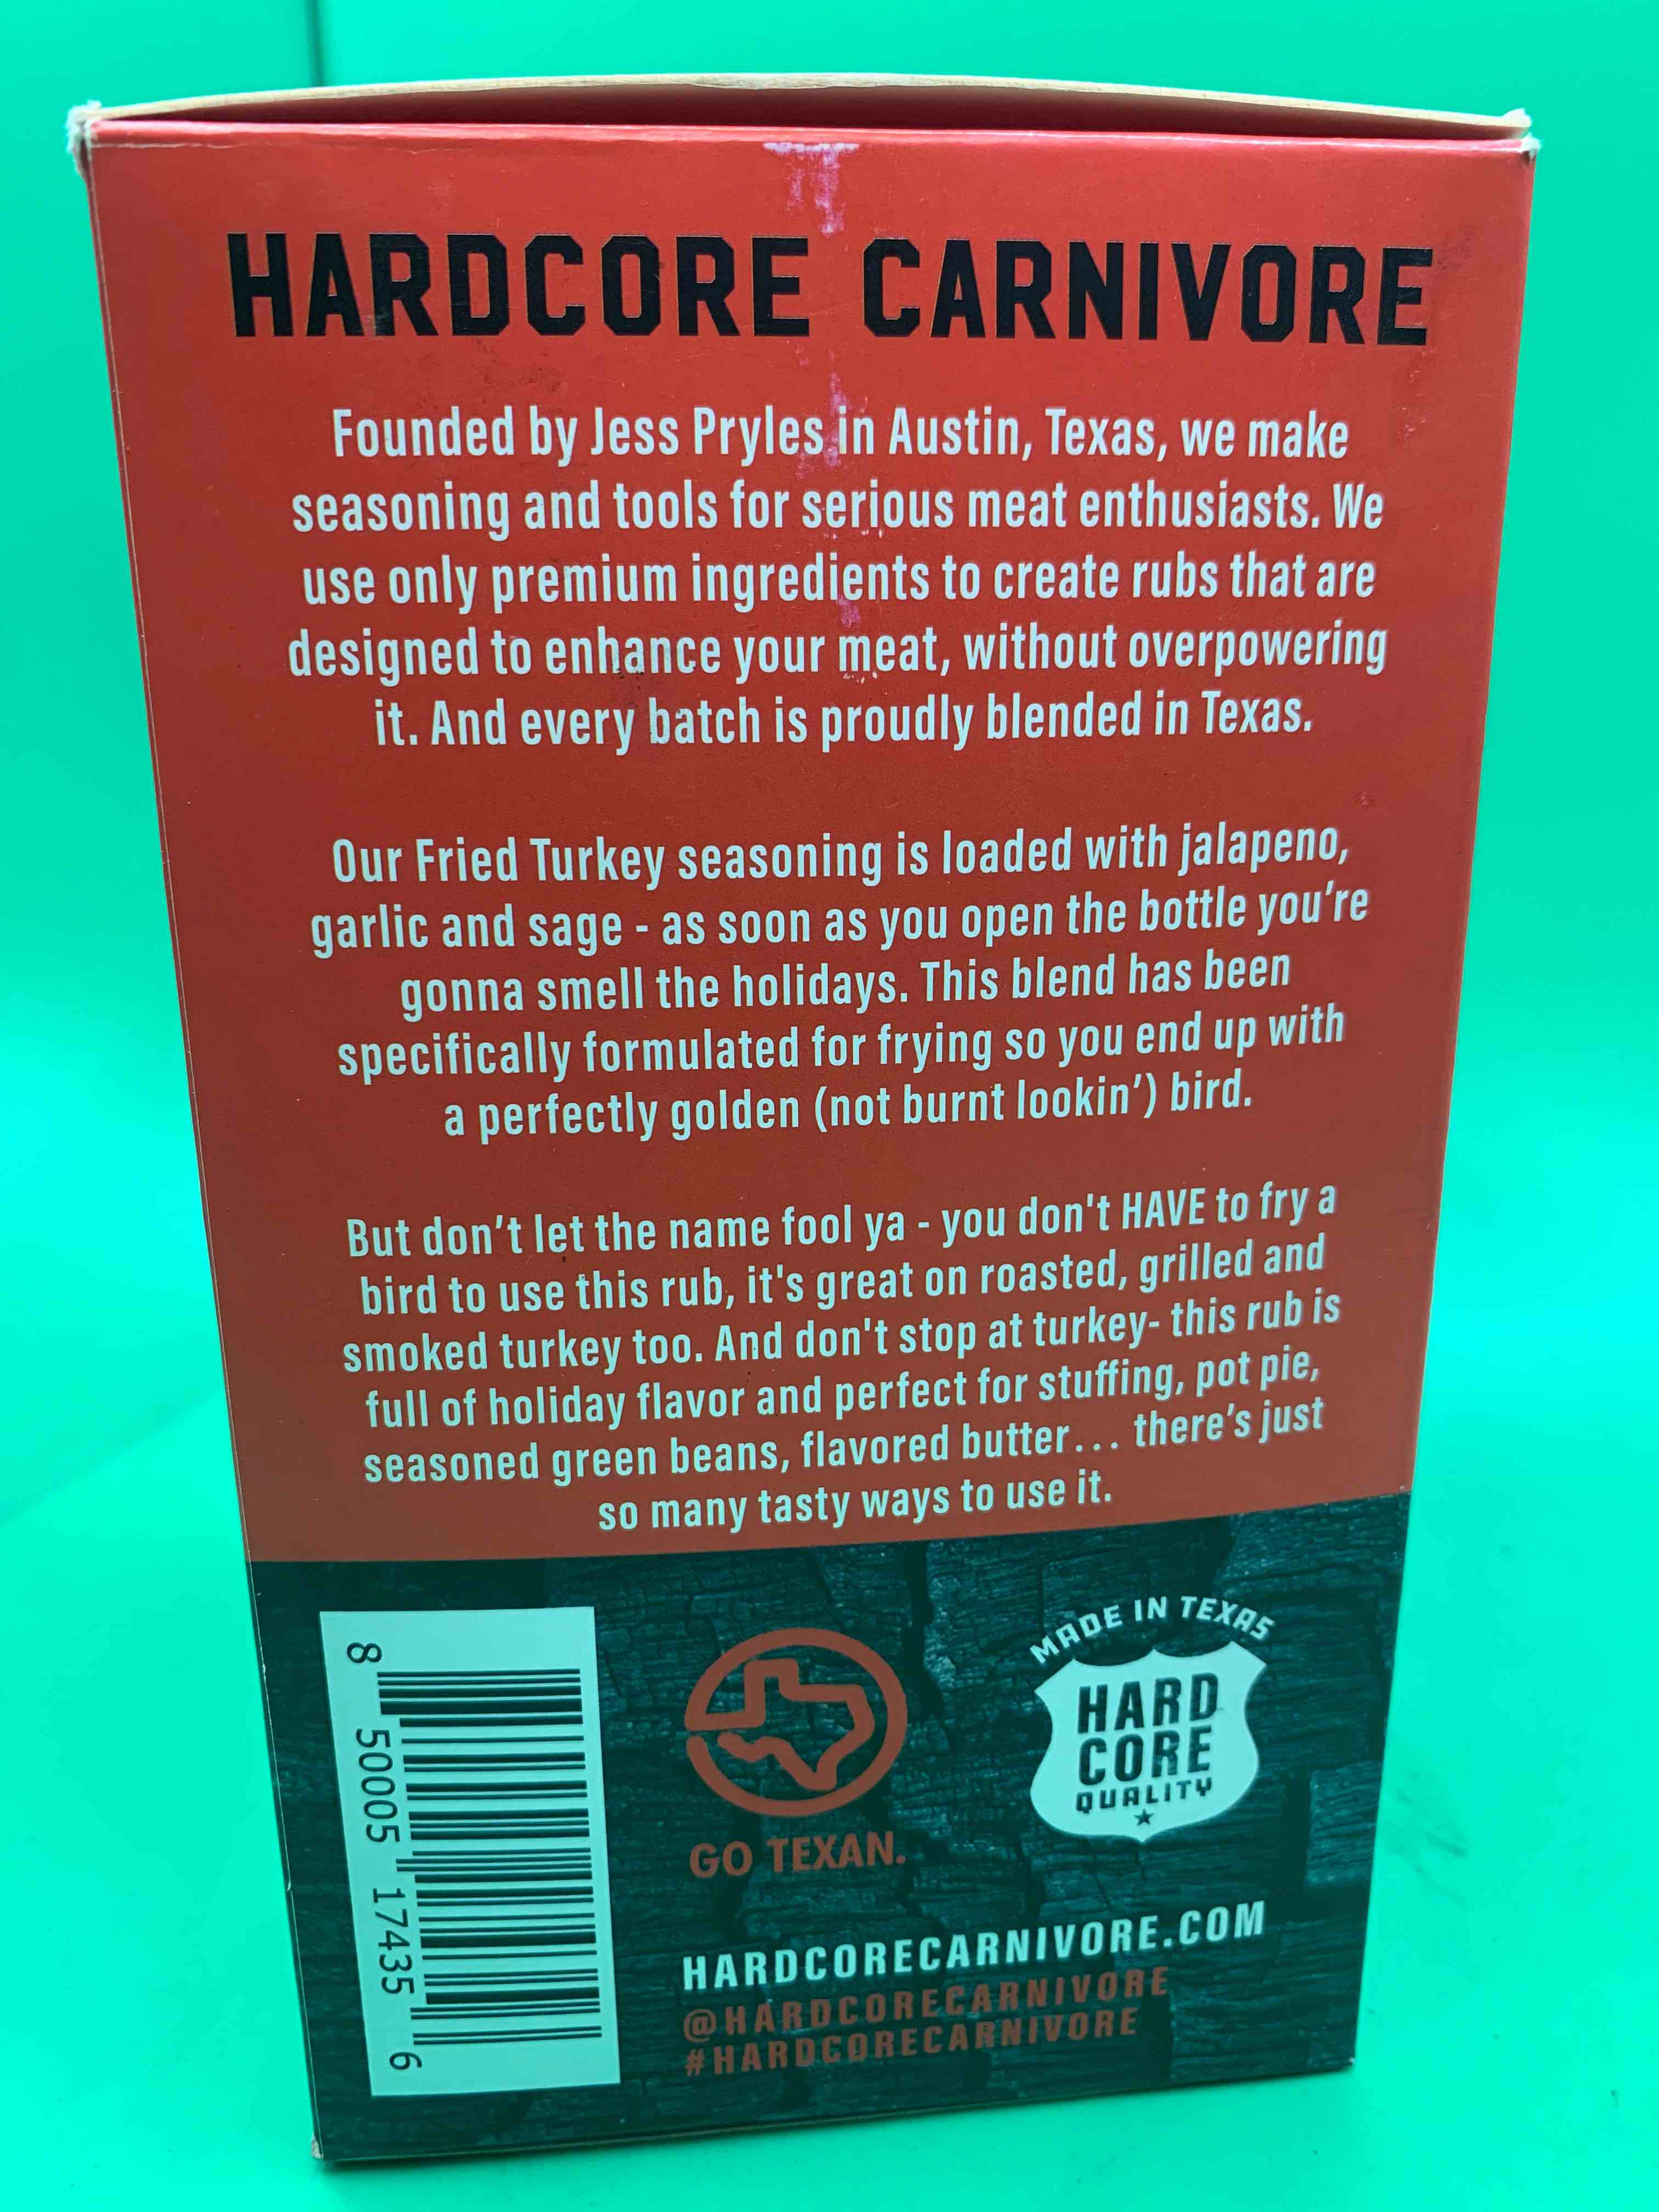 HARDCORE CARNIVORE
Founded by Jess Pryles in Austin, Texas, we make
seasoning and tools for serious meat enthusiasts. We
use only premium ingredients to create rubs that are
designed to enhance your meat, without overpowering
it. And every batch is proudly blended in Texas.
Our Fried Turkey seasoning is loaded with jalapeno,
garlic and sage - as soon as you open the bottle you’re
gonna smell the holidays. This blend has been
specifically formulated for frying so you end up with
a perfectly golden (not burnt lookin’) bird.
But don’t let the name fool ya - you don't HAVE to fry a
bird to use this rub, it's great on roasted, grilled and
smoked turkey too. And don't stop at turkey- this rub is
full of holiday flavor and perfect for stuffing, pot pie,
seasoned green beans, flavored butter... there’s just
so many tasty ways to use it.
8 50005 17435 6
GO TEXAN.
MADE IN TEXAS
HARD
CORE
QUALITY
HARDCORECARNIVORE.COM
@HARDCORECARNIVORE
#HARDCORECARNIVORE